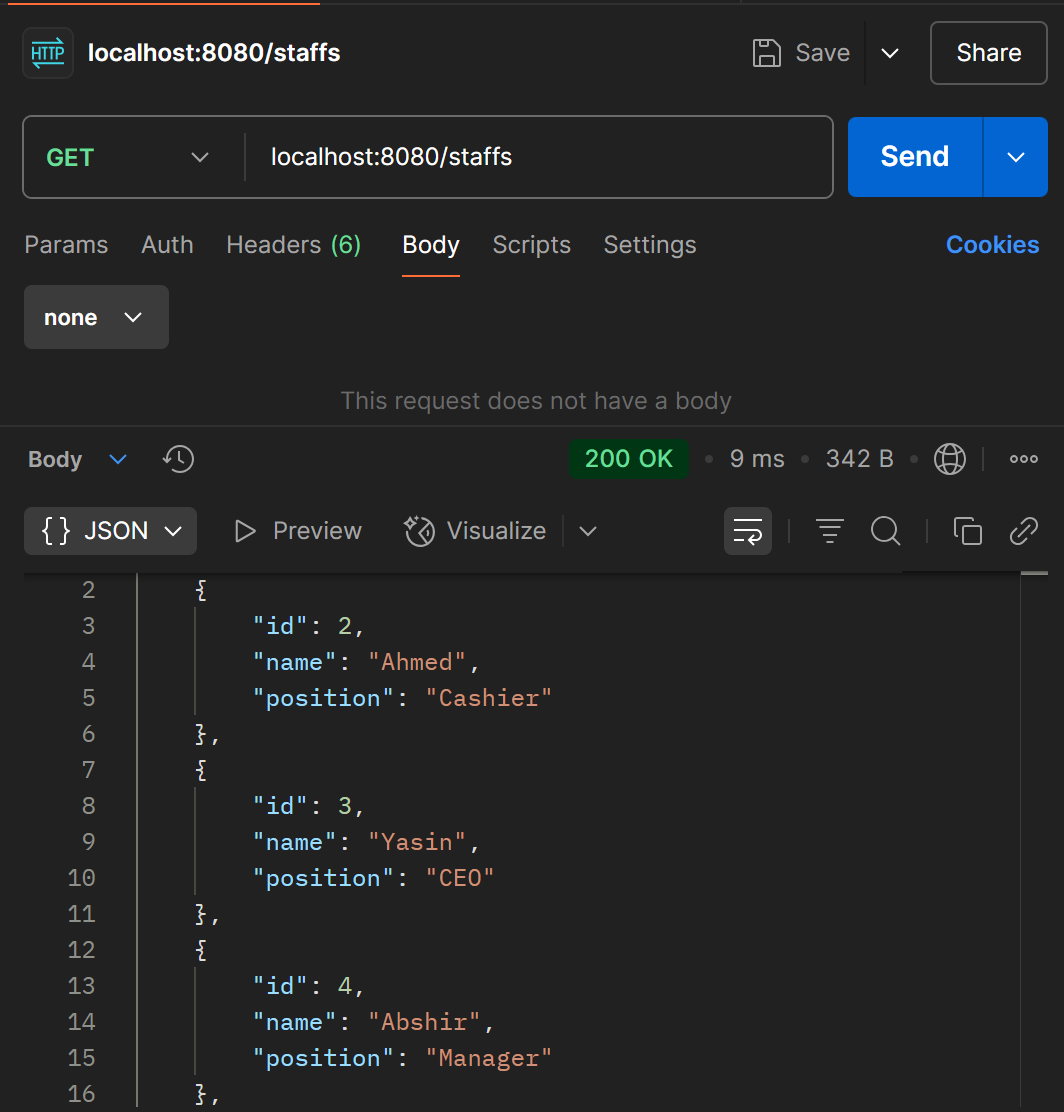 HTTP localhost:8080/staffs Save Share
GET localhost:8080/staffs Send
Params Auth Headers (6) Body Scripts Settings Cookies
none
This request does not have a body
Body 200 OK • 9 ms • 342 B •
{ } JSON Preview Visualize
2 {
3 "id": 2,
4 "name": "Ahmed",
5 "position": "Cashier"
6 },
7 {
8 "id": 3,
9 "name": "Yasin",
10 "position": "CEO"
11 },
12 {
13 "id": 4,
14 "name": "Abshir",
15 "position": "Manager"
16 },